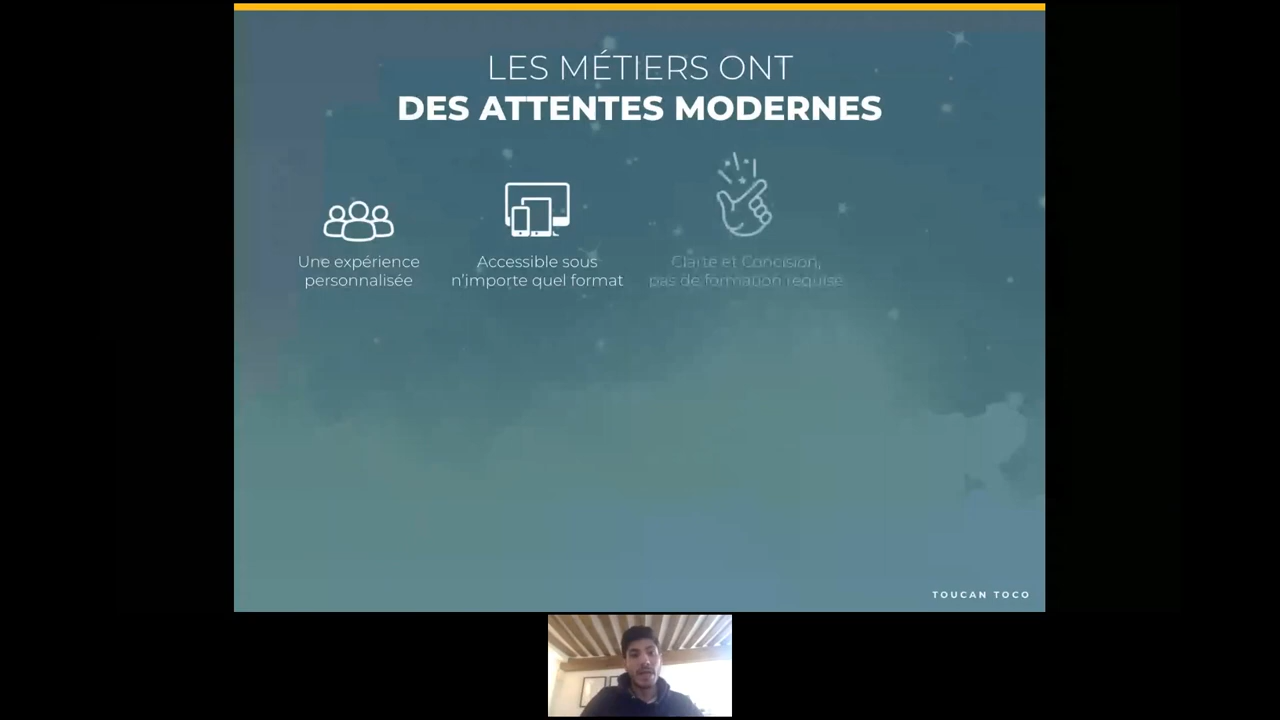 LES MÉTIERS ONT
DES ATTENTES MODERNES
Une expérience
personnalisée
Accessible sous
n'importe quel format
Clarté et Concision,
pas de formation requise
TOUCAN TOCO